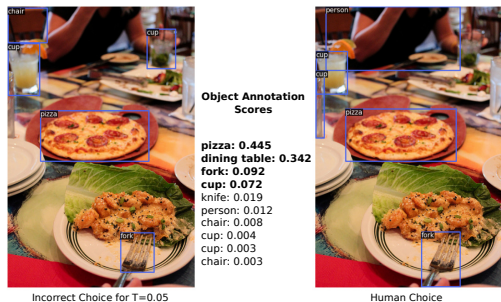 chair
cup
cup
pizza
fork
Incorrect Choice for T=0.05
Object Annotation
Scores
pizza: 0.445
dining table: 0.342
fork: 0.092
cup: 0.072
knife: 0.019
person: 0.012
chair: 0.008
cup: 0.004
cup: 0.003
chair: 0.003
person
cup
cup
pizza
fork
Human Choice